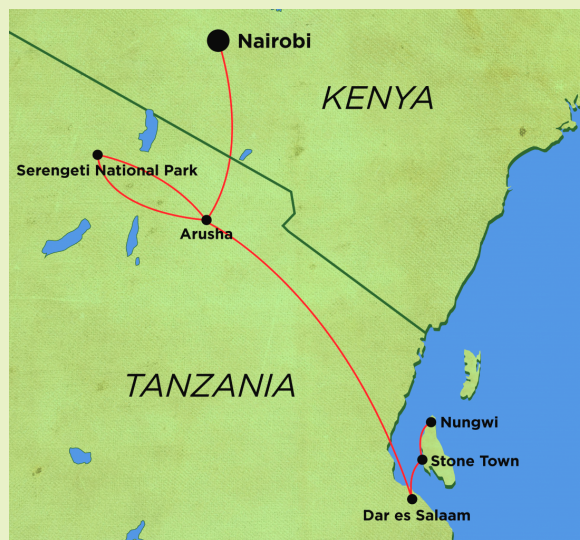 Nairobi
KENYA
Serengeti National Park
Arusha
TANZANIA
Nungwi
Stone Town
Dar es Salaam